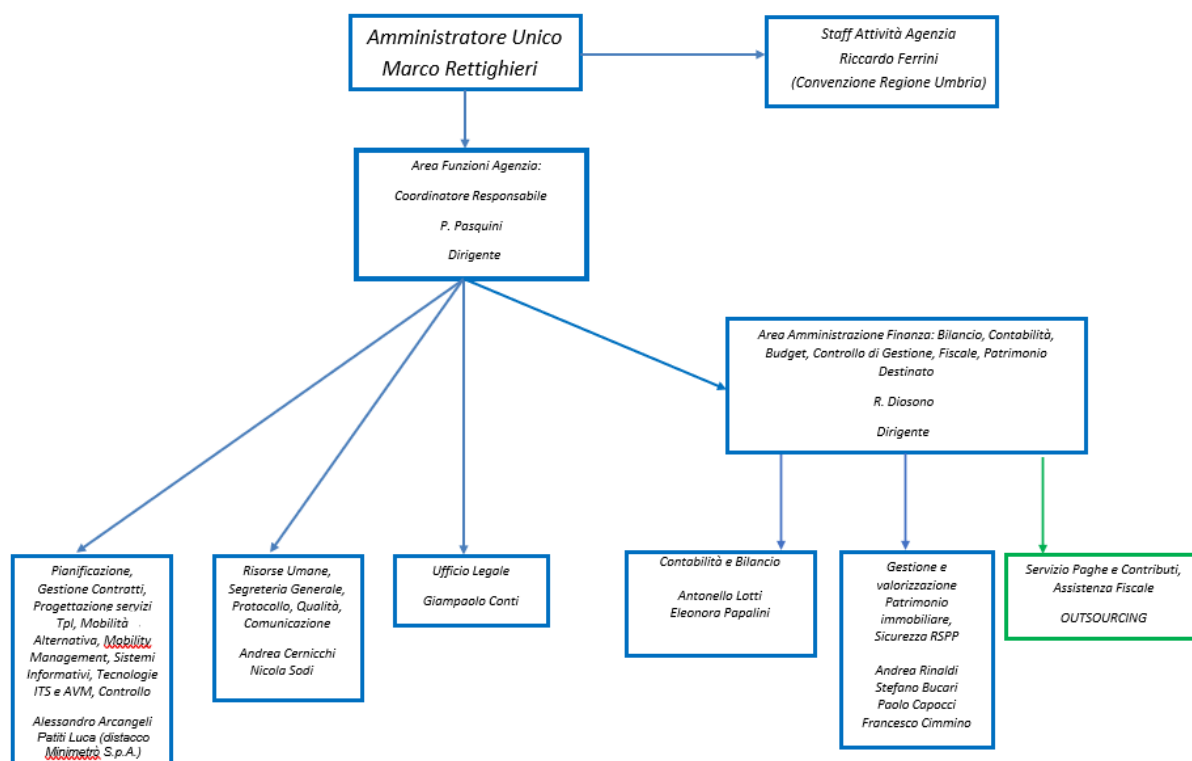 Amministratore Unico
Marco Rettighieri
Staff Attività Agenzia
Riccardo Ferrini
(Convenzione Regione Umbria)
Area Funzioni Agenzia:
Coordinatore Responsabile
P. Pasquini
Dirigente
Area Amministrazione Finanza: Bilancio, Contabilità,
Budget, Controllo di Gestione, Fiscale, Patrimonio
Destinato
R. Diosono
Dirigente
Pianificazione,
Gestione Contratti,
Progettazione servizi
Tpl, Mobilità
Alternativa, Mobility
Management, Sistemi
Informativi, Tecnologie
ITS e AVM, Controllo
Alessandro Arcangeli
Patiti Luca (distacco
Minimetrò S.p.A.)
Risorse Umane,
Segreteria Generale,
Protocollo, Qualità,
Comunicazione
Andrea Cernicchi
Nicola Sodi
Ufficio Legale
Giampaolo Conti
Contabilità e Bilancio
Antonello Lotti
Eleonora Papalini
Gestione e
valorizzazione
Patrimonio
immobiliare,
Sicurezza RSPP
Andrea Rinaldi
Stefano Bucari
Paolo Capocci
Francesco Cimmino
Servizio Paghe e Contributi,
Assistenza Fiscale
OUTSOURCING